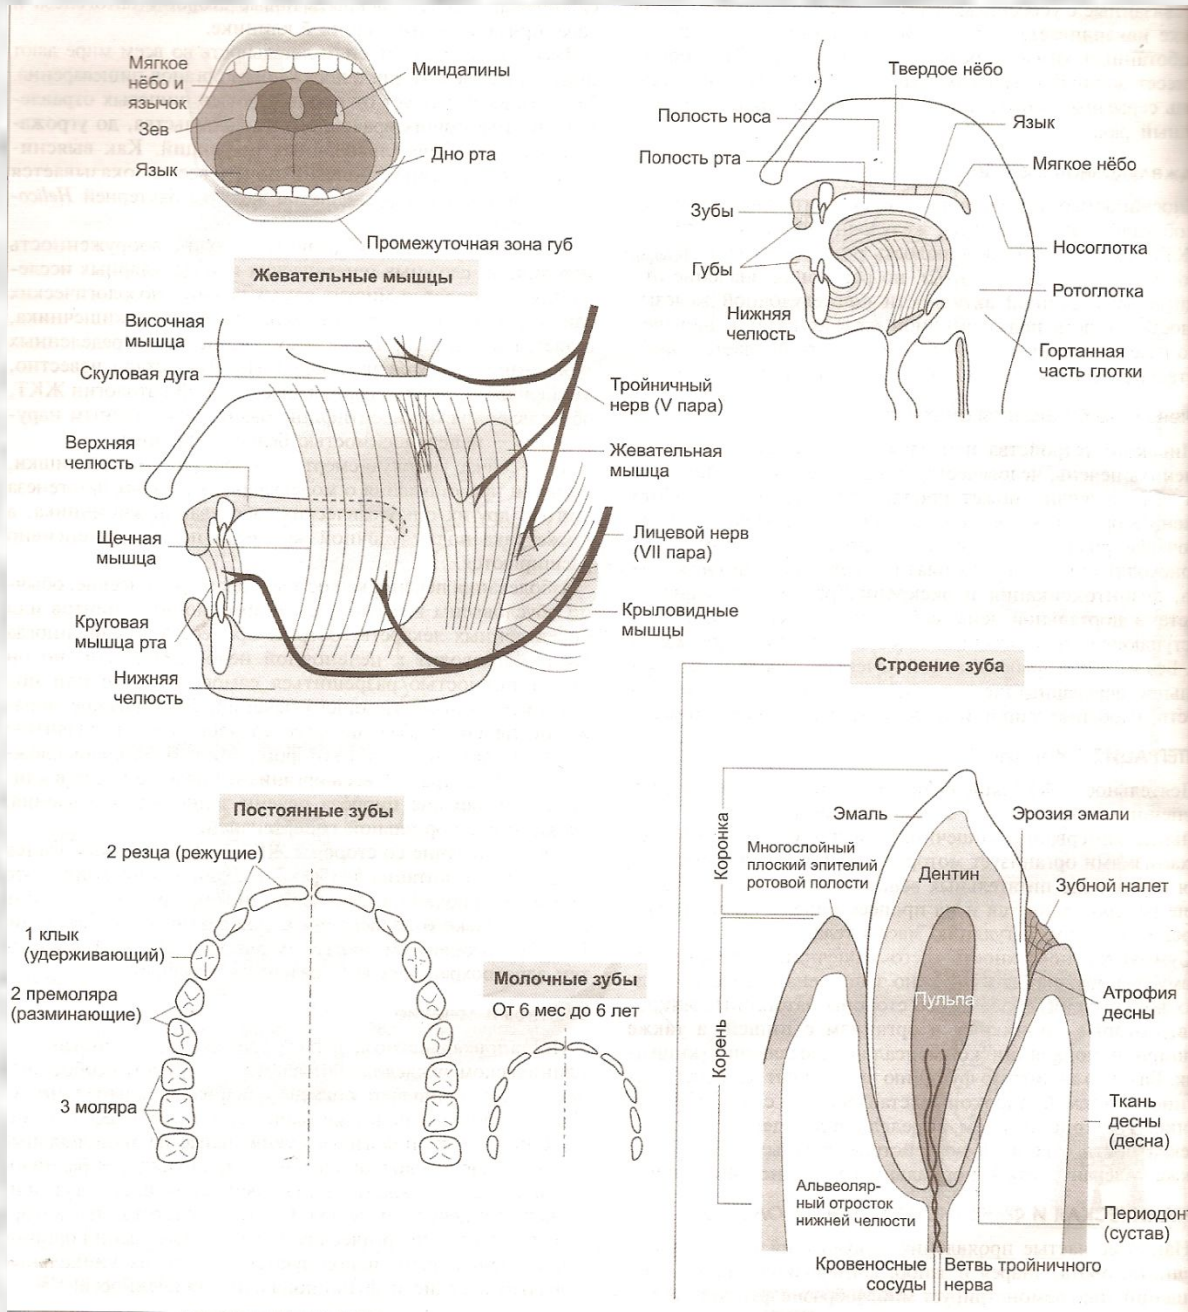 Мягкое
нёбо и
язычок
Зев
Язык
Миндалины
Дно рта
Промежуточная зона губ
Твердое нёбо
Полость носа
Язык
Полость рта
Мягкое нёбо
Зубы
Губы
Носоглотка
Ротоглотка
Нижняя
челюсть
Гортанная
часть глотки
Жевательные мышцы
Височная
мышца
Скуловая дуга
Верхняя
челюсть
Щечная
мышца
Круговая
мышца рта
Нижняя
челюсть
Тройничный
нерв (V пара)
Жевательная
мышца
Лицевой нерв
(VII пара)
Крыловидные
мышцы
Постоянные зубы
2 резца (режущие)
1 клык
(удерживающий)
2 премоляра
(разминающие)
3 моляра
Молочные зубы
От 6 мес до 6 лет
Строение зуба
Коронка
Корень
Эмаль
Эрозия эмали
Многослойный
плоский эпителий
ротовой полости
Дентин
Зубной налет
Пульпа
Атрофия
десны
Ткань
десны
(десна)
Альвеоляр-
ный отросток
нижней челюсти
Периодонт
(сустав)
Кровеносные
сосуды
Ветвь тройничного
нерва